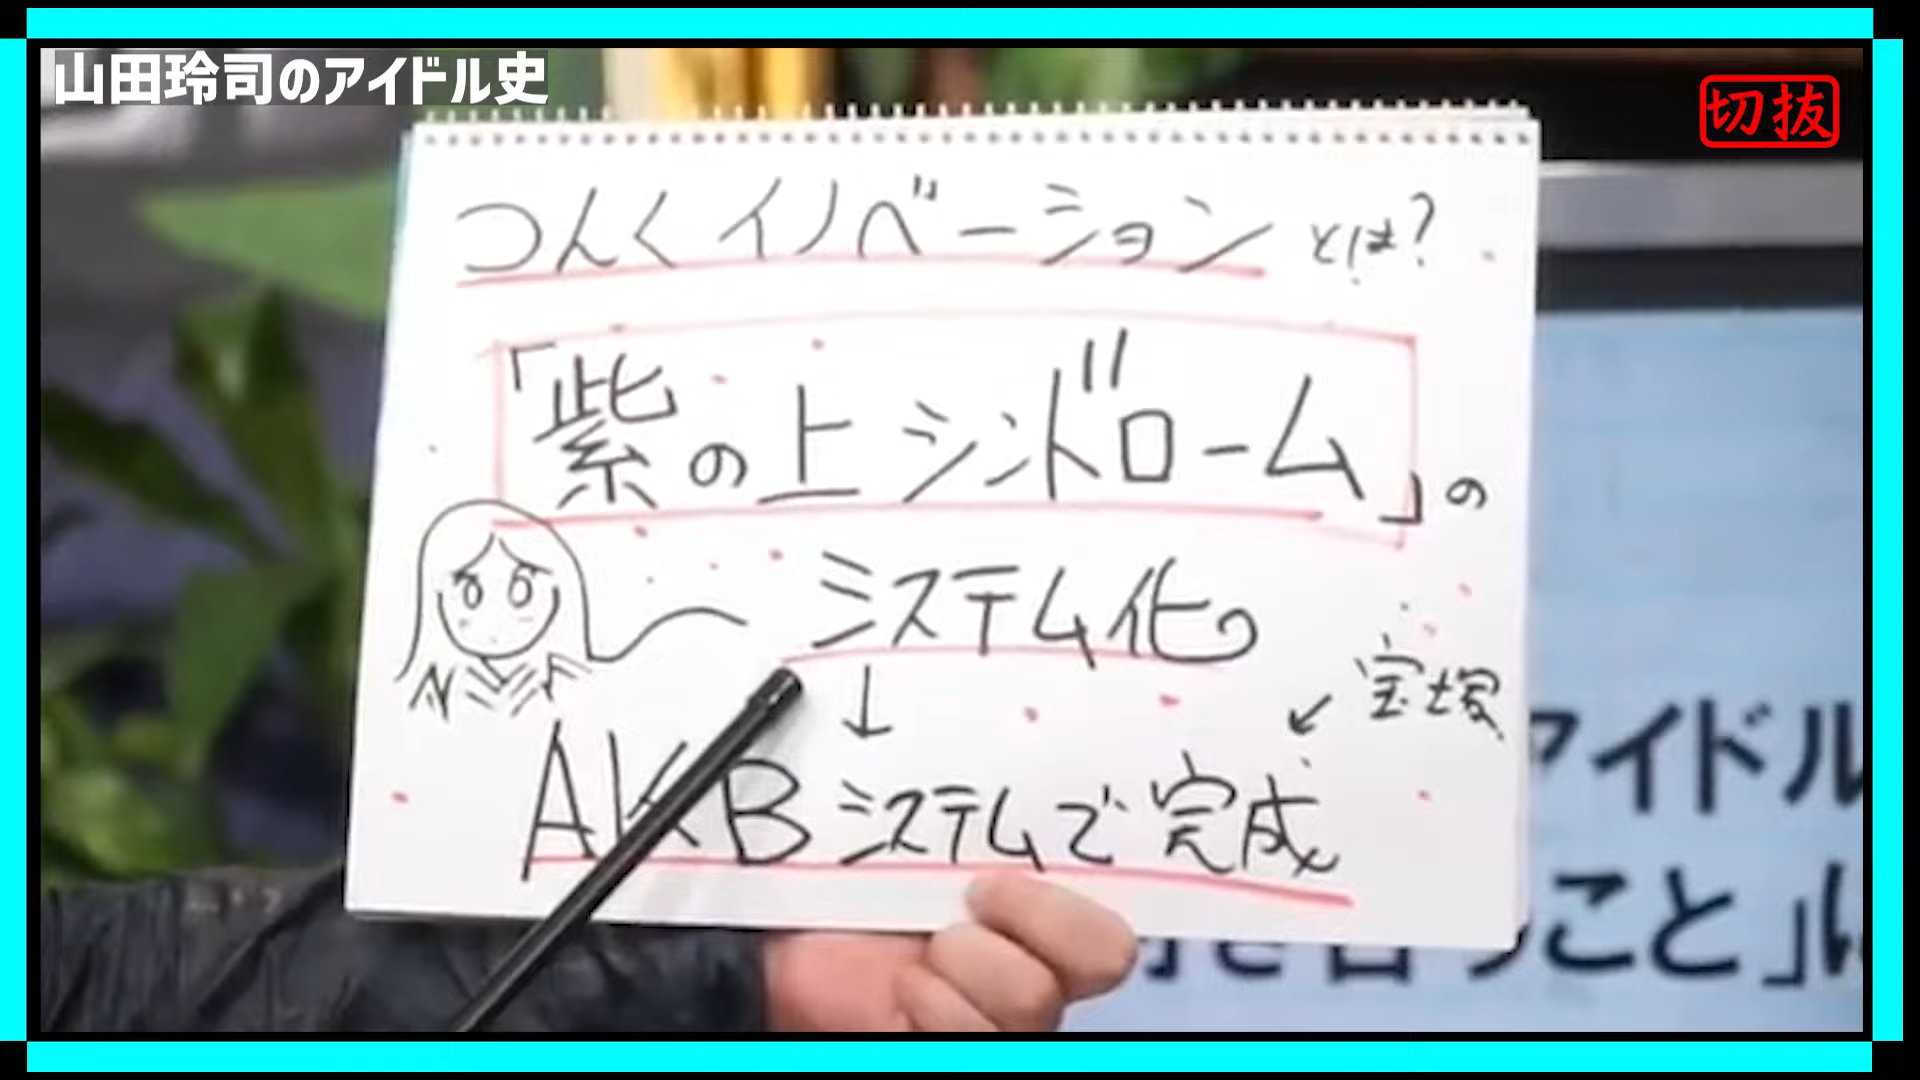 山田玲司のアイドル史
切抜
つんくイノベーションとは?
「紫の上シンドローム」の
システム化
宝塚
AKBシステムで完成
アイドル
こと」は